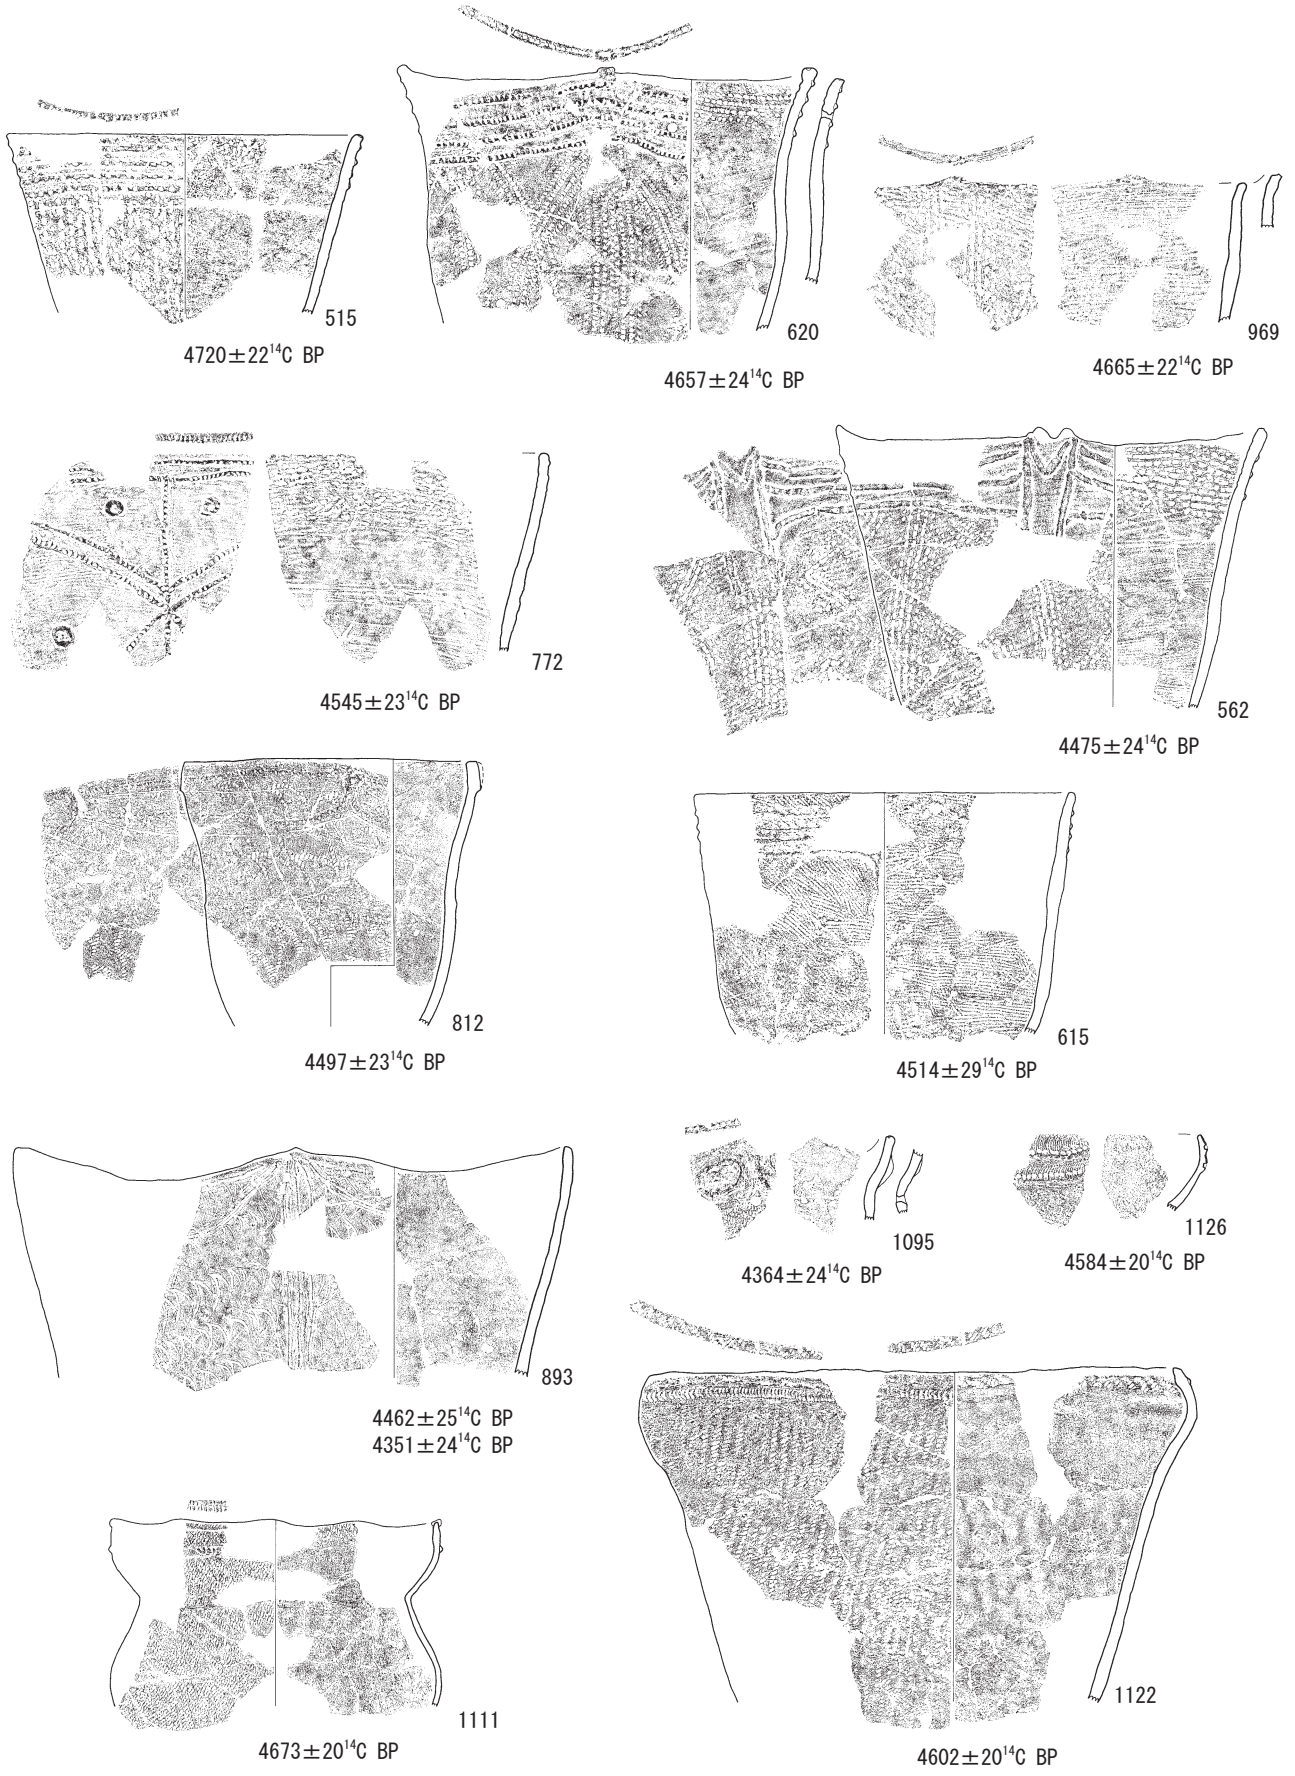 515
4720±22¹⁴C BP
620
4657±24¹⁴C BP
969
4665±22¹⁴C BP
772
4545±23¹⁴C BP
562
4475±24¹⁴C BP
812
4497±23¹⁴C BP
615
4514±29¹⁴C BP
893
4462±25¹⁴C BP
4351±24¹⁴C BP
1095
4364±24¹⁴C BP
1126
4584±20¹⁴C BP
1111
4673±20¹⁴C BP
1122
4602±20¹⁴C BP